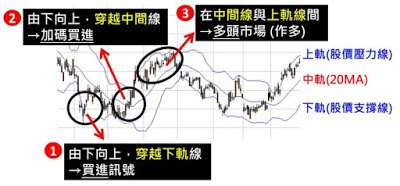 2 由下向上，穿越中間線
→加碼買進
3 在中間線與上軌線間
→多頭市場 (作多)
上軌(股價壓力線)
中軌(20MA)
下軌(股價支撐線)
1 由下向上，穿越下軌線
→買進訊號